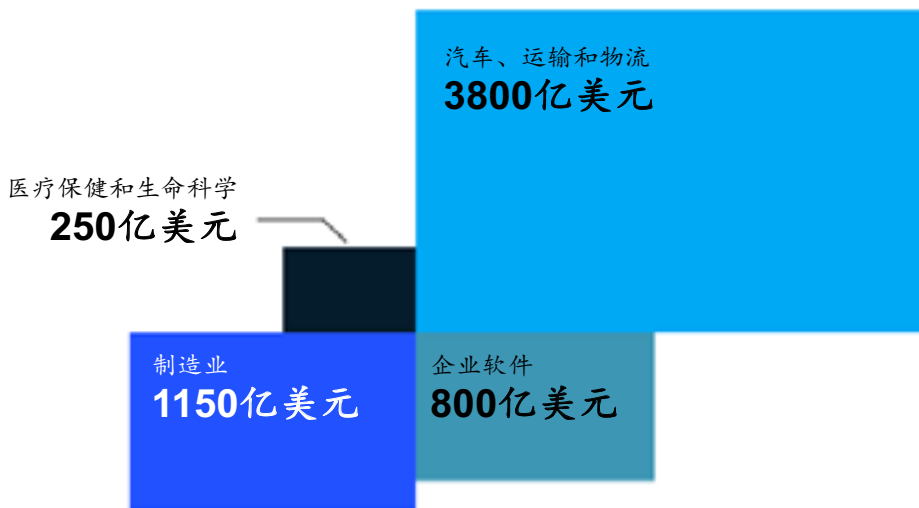 汽车、运输和物流
3800亿美元
医疗保健和生命科学
250亿美元
制造业
1150亿美元
企业软件
800亿美元